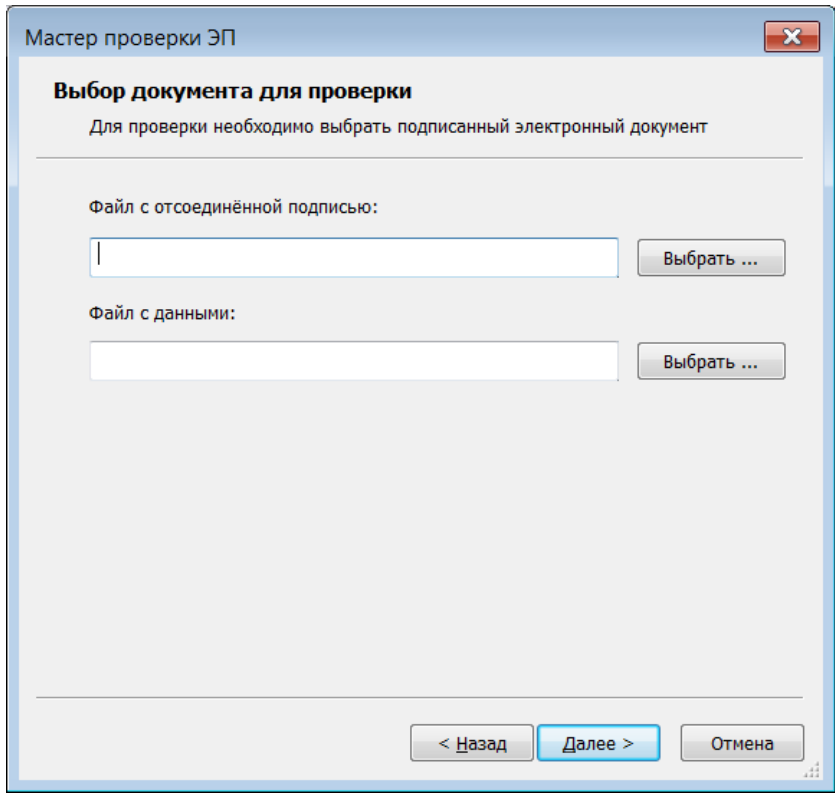 Мастер проверки ЭП
Выбор документа для проверки
Для проверки необходимо выбрать подписанный электронный документ
Файл с отсоединённой подписью:
Выбрать ...
Файл с данными:
Выбрать ...
< Назад
Далее >
Отмена